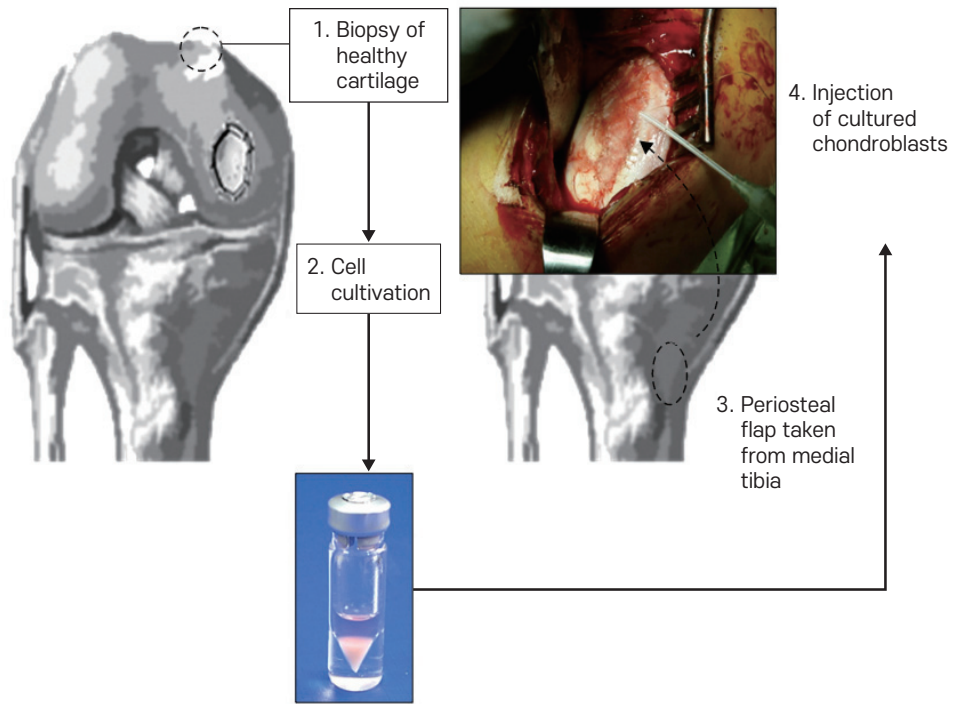 1. Biopsy of
healthy
cartilage
2. Cell
cultivation
3. Periosteal
flap taken
from medial
tibia
4. Injection
of cultured
chondroblasts